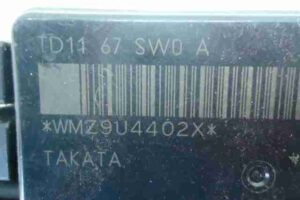 TD11 67 SW0 A
*WMZ9U4402X*
TAKATA